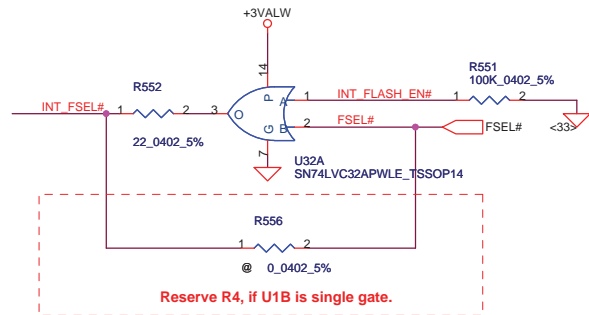 +3VALW
14
P
R552
INT_FSEL#
1
2
3
O
A
1
INT_FLASH_EN#
R551
100K_0402_5%
1
2
22_0402_5%
G
B
2
FSEL#
FSEL#
<33>
7
U32A
SN74LVC32APWLE_TSSOP14
R556
1
2
@
0_0402_5%
Reserve R4, if U1B is single gate.